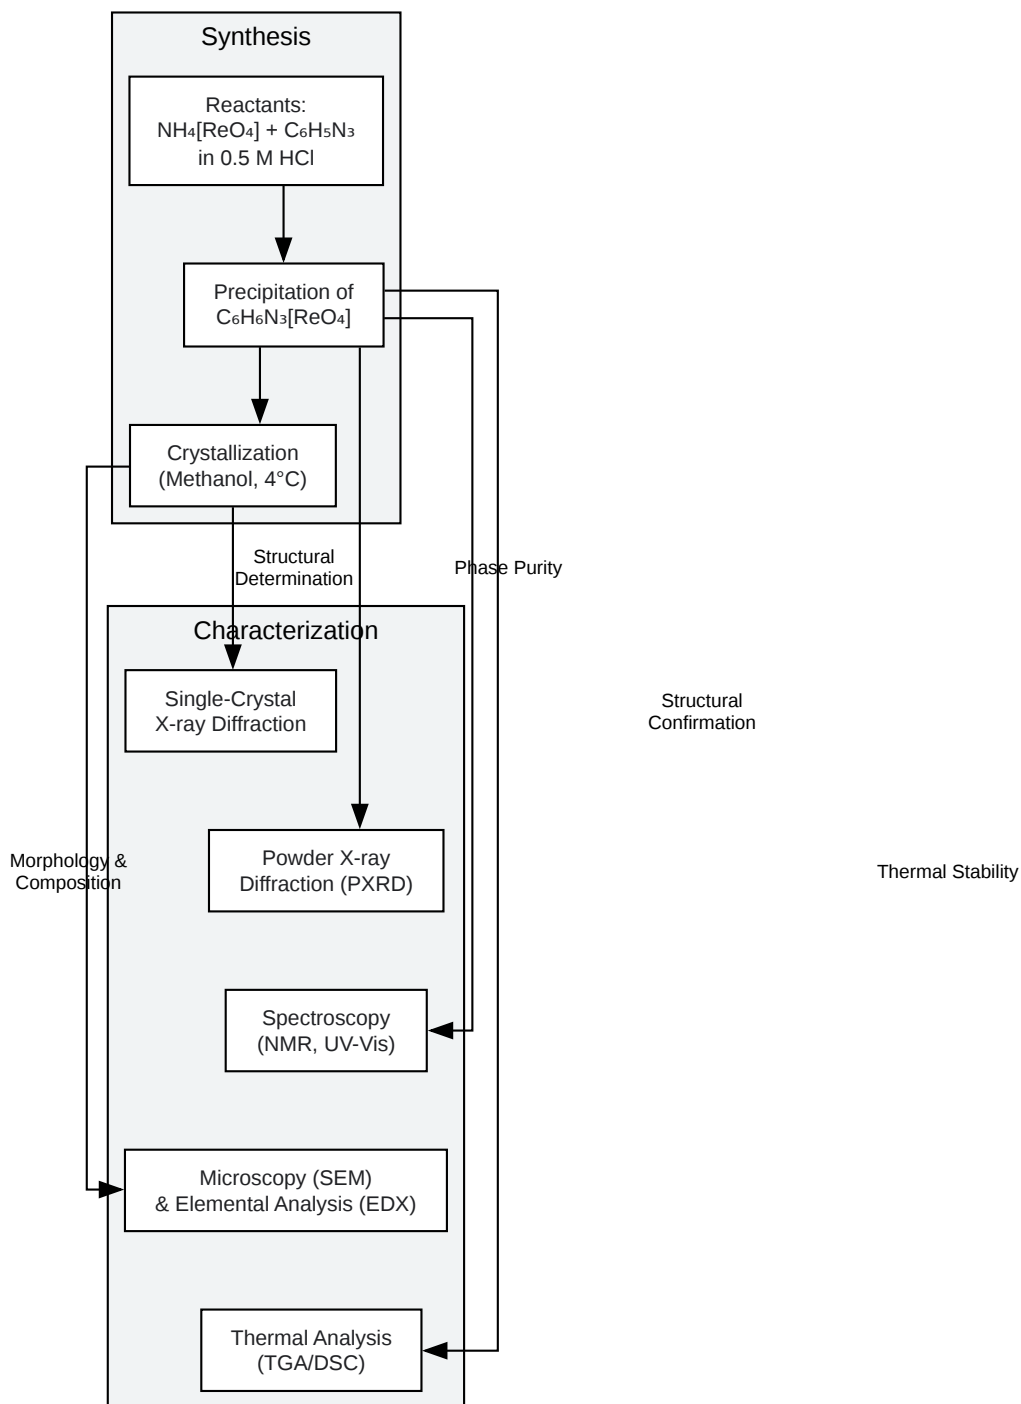 Synthesis
Reactants:
NH₄[ReO₄] + C₆H₅N₃
in 0.5 M HCl
Precipitation of
C₆H₆N₃[ReO₄]
Crystallization
(Methanol, 4°C)
Structural
Determination
Phase Purity
Characterization
Single-Crystal
X-ray Diffraction
Structural
Confirmation
Morphology &
Composition
Powder X-ray
Diffraction (PXRD)
Thermal Stability
Spectroscopy
(NMR, UV-Vis)
Microscopy (SEM)
& Elemental Analysis (EDX)
Thermal Analysis
(TGA/DSC)